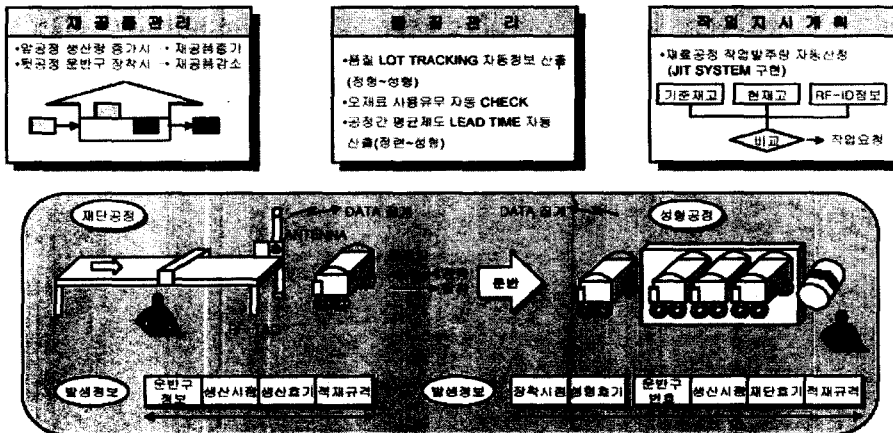 재공품관리
•앞공정 생산량 증가시 → 재공품증가
•뒷공정 운반구 장착시 → 재공품감소
품질관리
•품질 LOT TRACKING 자동정보 산출
(정형~성형)
•오재료 사용유무 자동 CHECK
•공정간 평균체도 LEAD TIME 자동
산출(정련~성형)
작업지시개혁
•재료공정 작업발주량 자동산정
(JIT SYSTEM 구현)
기준재고 현재고 RF-ID정보
비교 → 작업요청
재단공정
DATA 집계
ANTENNA
운반
DATA 집계
성형공정
발생정보
운반구
정보
생산시점
생산호기
적재규격
발생정보
장착시점
성형호기
운반구
번호
생산시점
재단호기
적재규격